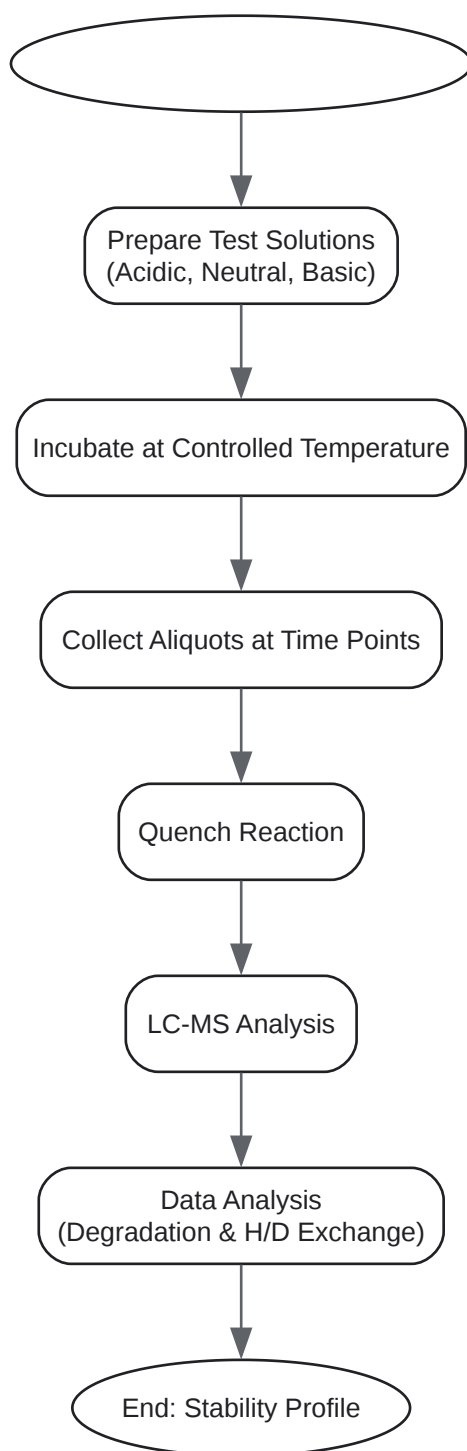 Prepare Test Solutions
(Acidic, Neutral, Basic)
Incubate at Controlled Temperature
Collect Aliquots at Time Points
Quench Reaction
LC-MS Analysis
Data Analysis
(Degradation & H/D Exchange)
End: Stability Profile